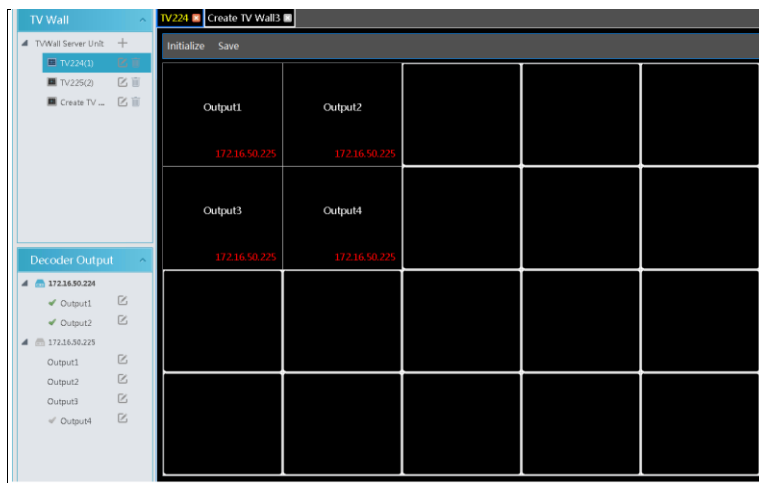 TV Wall
TVWall Server Unit
TV224(1)
TV225(2)
Create TV ...
Decoder Output
172.16.50.224
Output1
Output2
172.16.50.225
Output1
Output2
Output3
Output4
TV224 Create TV Wall3
Initialize Save
Output1 Output2
172.16.50.225 172.16.50.225
Output3 Output4
172.16.50.225 172.16.50.225